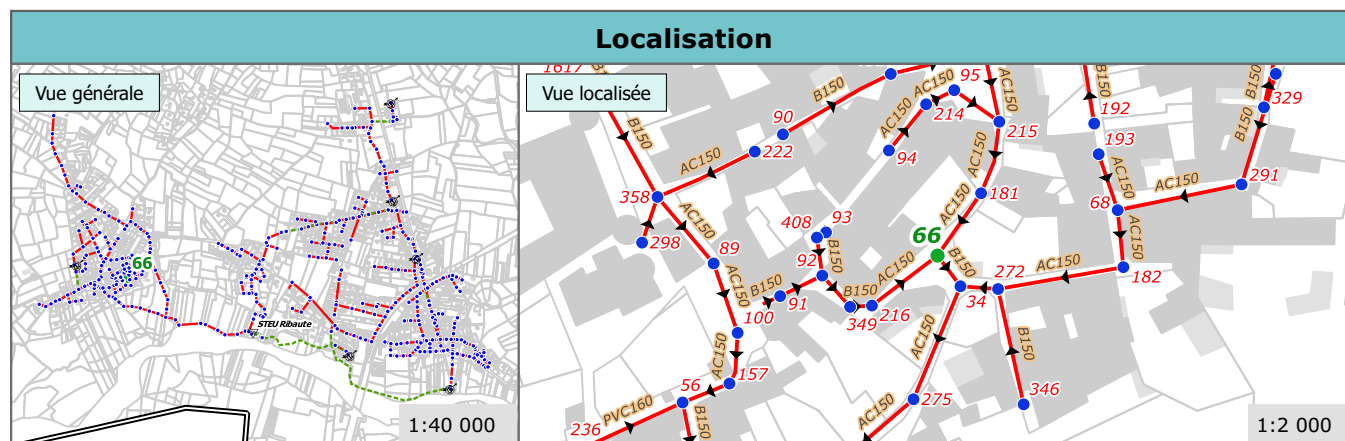 Localisation
Vue générale
66
STEU Ribaute
1:40 000
Vue localisée
1617
B150
AC150
95
AC150
B150
B150
329
B150
90
AC150
214
215
192
B150
222
94
193
AC150
AC150
AC150
AC150
291
358
181
68
AC150
408
93
66
AC150
298
89
92
B150
AC150
B150
272
AC150
182
AC150
B150
91
B150
216
34
100
349
AC150
B150
AC150
157
56
275
346
PVC160
B150
AC150
236
1:2 000